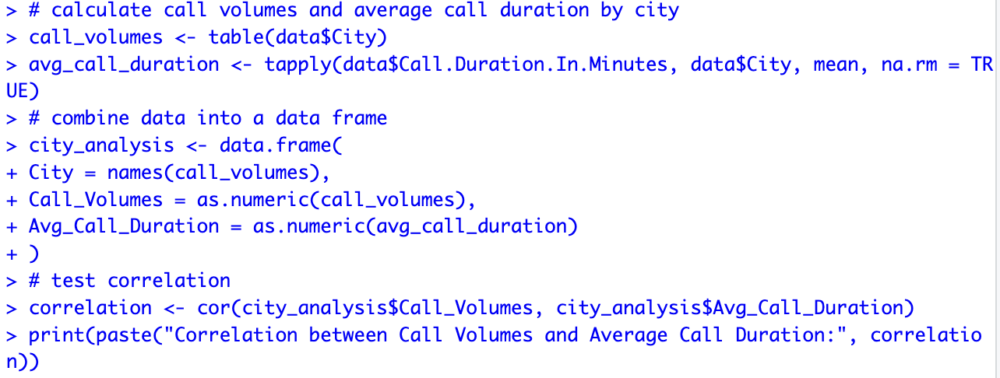 > # calculate call volumes and average call duration by city
> call_volumes <- table(data$City)
> avg_call_duration <- tapply(data$Call.Duration.In.Minutes, data$City, mean, na.rm = TR
UE)
> # combine data into a data frame
> city_analysis <- data.frame(
+ City = names(call_volumes),
+ Call_Volumes = as.numeric(call_volumes),
+ Avg_Call_Duration = as.numeric(avg_call_duration)
+ )
> # test correlation
> correlation <- cor(city_analysis$Call_Volumes, city_analysis$Avg_Call_Duration)
> print(paste("Correlation between Call Volumes and Average Call Duration:", correlatio
n))